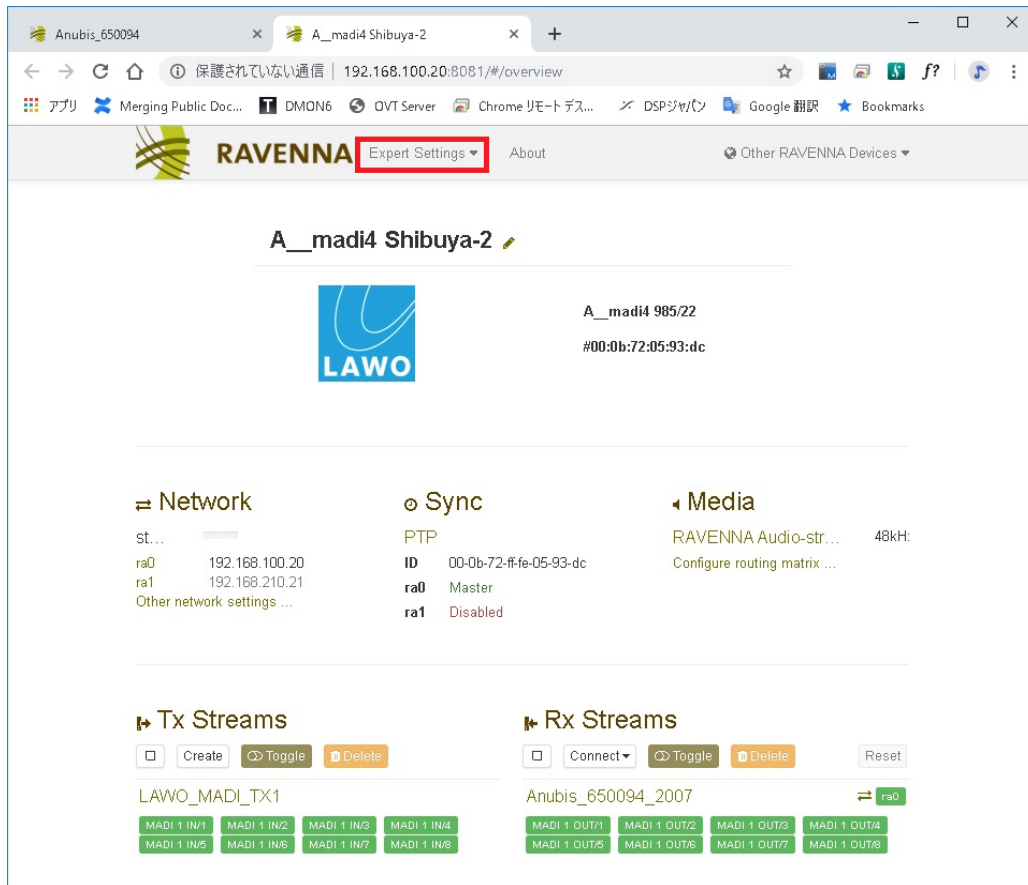 Anubis_650094
A__madi4 Shibuya-2
保護されていない通信 | 192.168.100.20:8081/#/overview
f?
アプリ Merging Public Doc... DMON6 OVT Server Chrome リモート デス... DSPジャパン Google 翻訳 Bookmarks
RAVENNA Expert Settings About Other RAVENNA Devices
A__madi4 Shibuya-2
LAWO
A__madi4 985/22
#00:0b:72:05:93:dc
Network
st...
ra0 192.168.100.20
ra1 192.168.210.21
Other network settings ...
Sync
PTP
ID 00-0b-72-ff-fe-05-93-dc
ra0 Master
ra1 Disabled
Media
RAVENNA Audio-str... 48kH:
Configure routing matrix ...
Tx Streams
Create Toggle Delete
LAWO_MADI_TX1
MADI 1 IN/1 MADI 1 IN/2 MADI 1 IN/3 MADI 1 IN/4
MADI 1 IN/5 MADI 1 IN/6 MADI 1 IN/7 MADI 1 IN/8
Rx Streams
Connect Toggle Delete Reset
Anubis_650094_2007 ra0
MADI 1 OUT/1 MADI 1 OUT/2 MADI 1 OUT/3 MADI 1 OUT/4
MADI 1 OUT/5 MADI 1 OUT/6 MADI 1 OUT/7 MADI 1 OUT/8